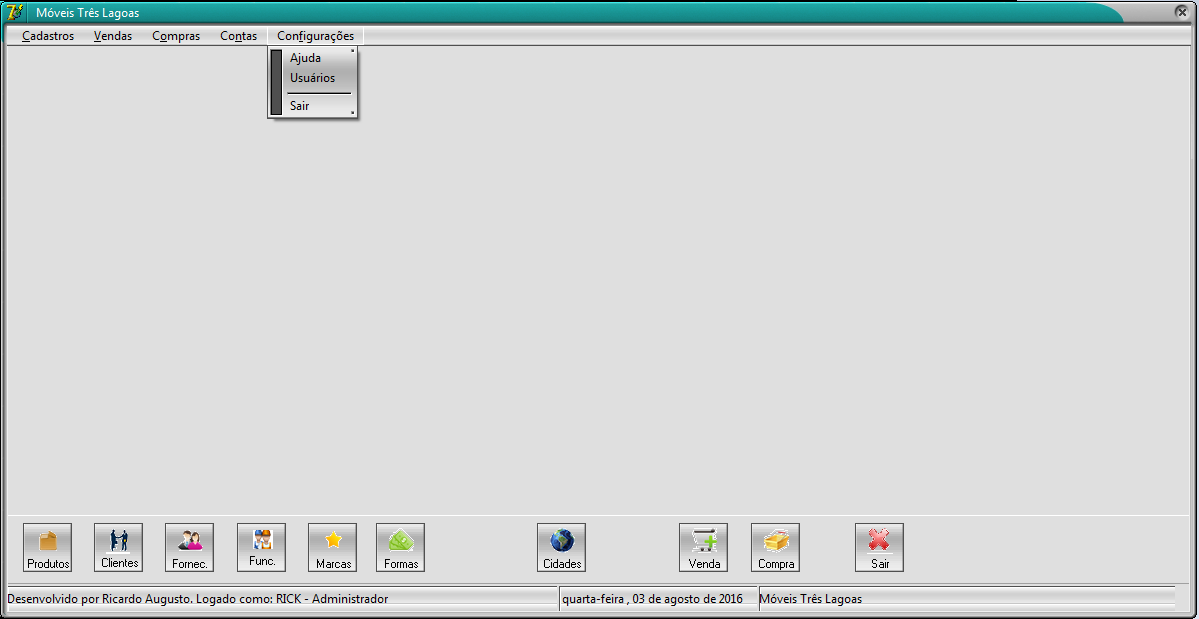 Móveis Três Lagoas
Cadastros Vendas Compras Contas Configurações
Ajuda
Usuários
Sair
Produtos Clientes Fornec. Func. Marcas Formas Cidades Venda Compra Sair
Desenvolvido por Ricardo Augusto. Logado como: RICK - Administrador quarta-feira , 03 de agosto de 2016 Móveis Três Lagoas